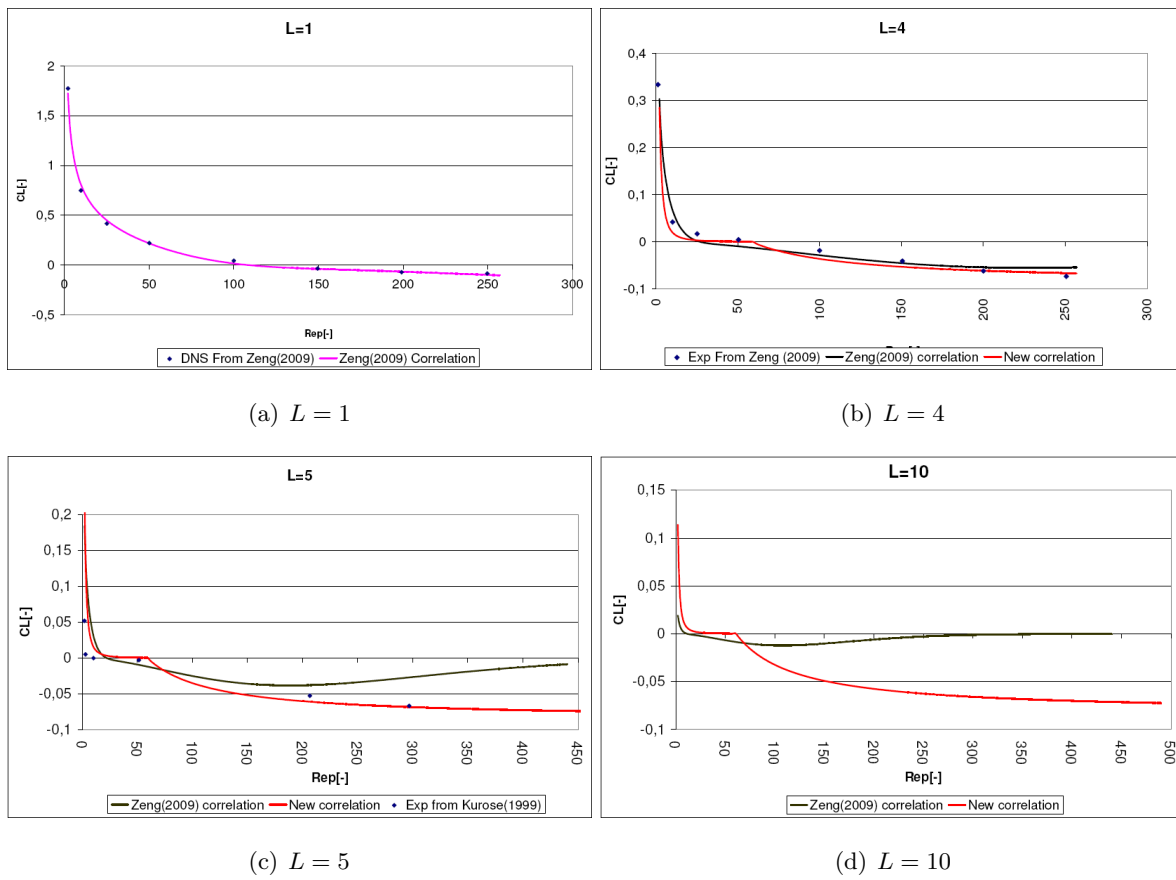 L=1
2
1,5
1
0,5
0
-0,5
CL[-]
0 50 100 150 200 250 300
Rep[-]
DNS From Zeng(2009) Zeng(2009) Correlation
(a) L = 1
L=4
0,4
0,3
0,2
0,1
0
-0,1
CL[-]
0 50 100 150 200 250 300
Exp From Zeng (2009) Zeng(2009) correlation New correlation
(b) L = 4
L=5
0,2
0,15
0,1
0,05
0
-0,05
-0,1
CL[-]
0 50 100 150 200 250 300 350 400 450
Rep[-]
Zeng(2009) correlation New correlation Exp from Kurose(1999)
(c) L = 5
L=10
0,15
0,1
0,05
0
-0,05
-0,1
CL[-]
0 50 100 150 200 250 300 350 400 450 500
Rep[-]
Zeng(2009) correlation New correlation
(d) L = 10